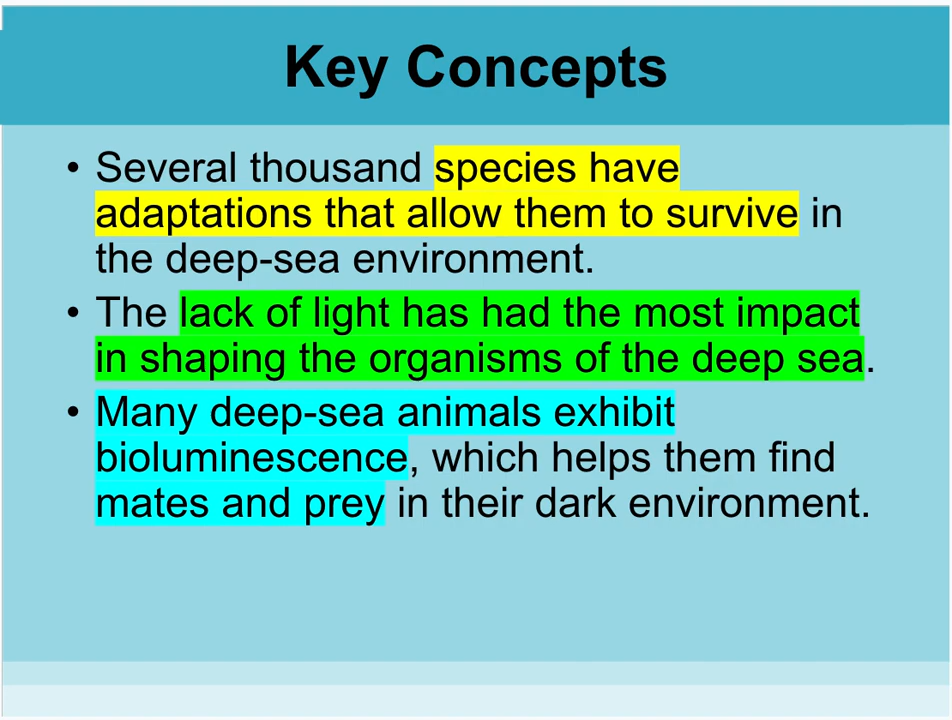 Key Concepts
• Several thousand species have
adaptations that allow them to survive in
the deep-sea environment.
• The lack of light has had the most impact
in shaping the organisms of the deep sea.
• Many deep-sea animals exhibit
bioluminescence, which helps them find
mates and prey in their dark environment.